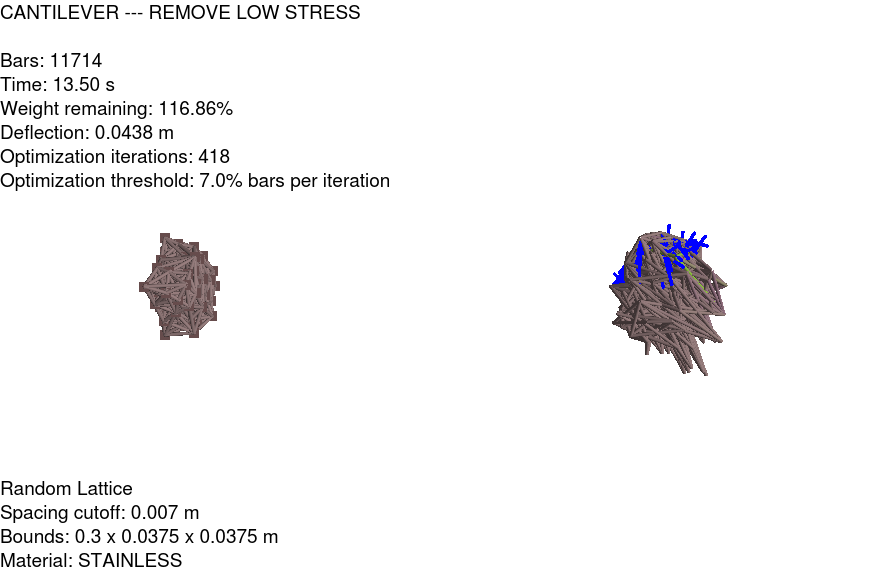 CANTILEVER --- REMOVE LOW STRESS
Bars: 11714
Time: 13.50 s
Weight remaining: 116.86%
Deflection: 0.0438 m
Optimization iterations: 418
Optimization threshold: 7.0% bars per iteration
Random Lattice
Spacing cutoff: 0.007 m
Bounds: 0.3 x 0.0375 x 0.0375 m
Material: STAINLESS